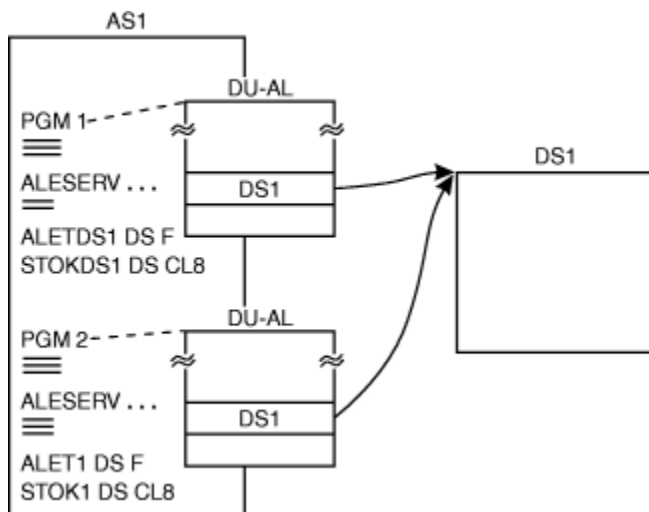 AS1
DU-AL
PGM 1
DS1
ALESERV . . .
DS1
ALETDS1 DS F
STOKDS1 DS CL8
DU-AL
PGM 2
ALESERV . . .
DS1
ALET1 DS F
STOK1 DS CL8